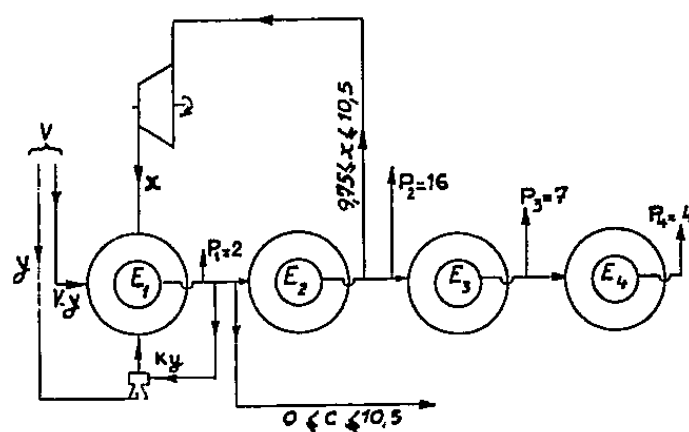 V
x
9,75 ≤ x ≤ 10,5
P₂=16
P₁=2
P₃=7
P₄=4
y
V-y
E₁
E₂
E₃
E₄
Ky
0 ≤ C ≤ 10,5